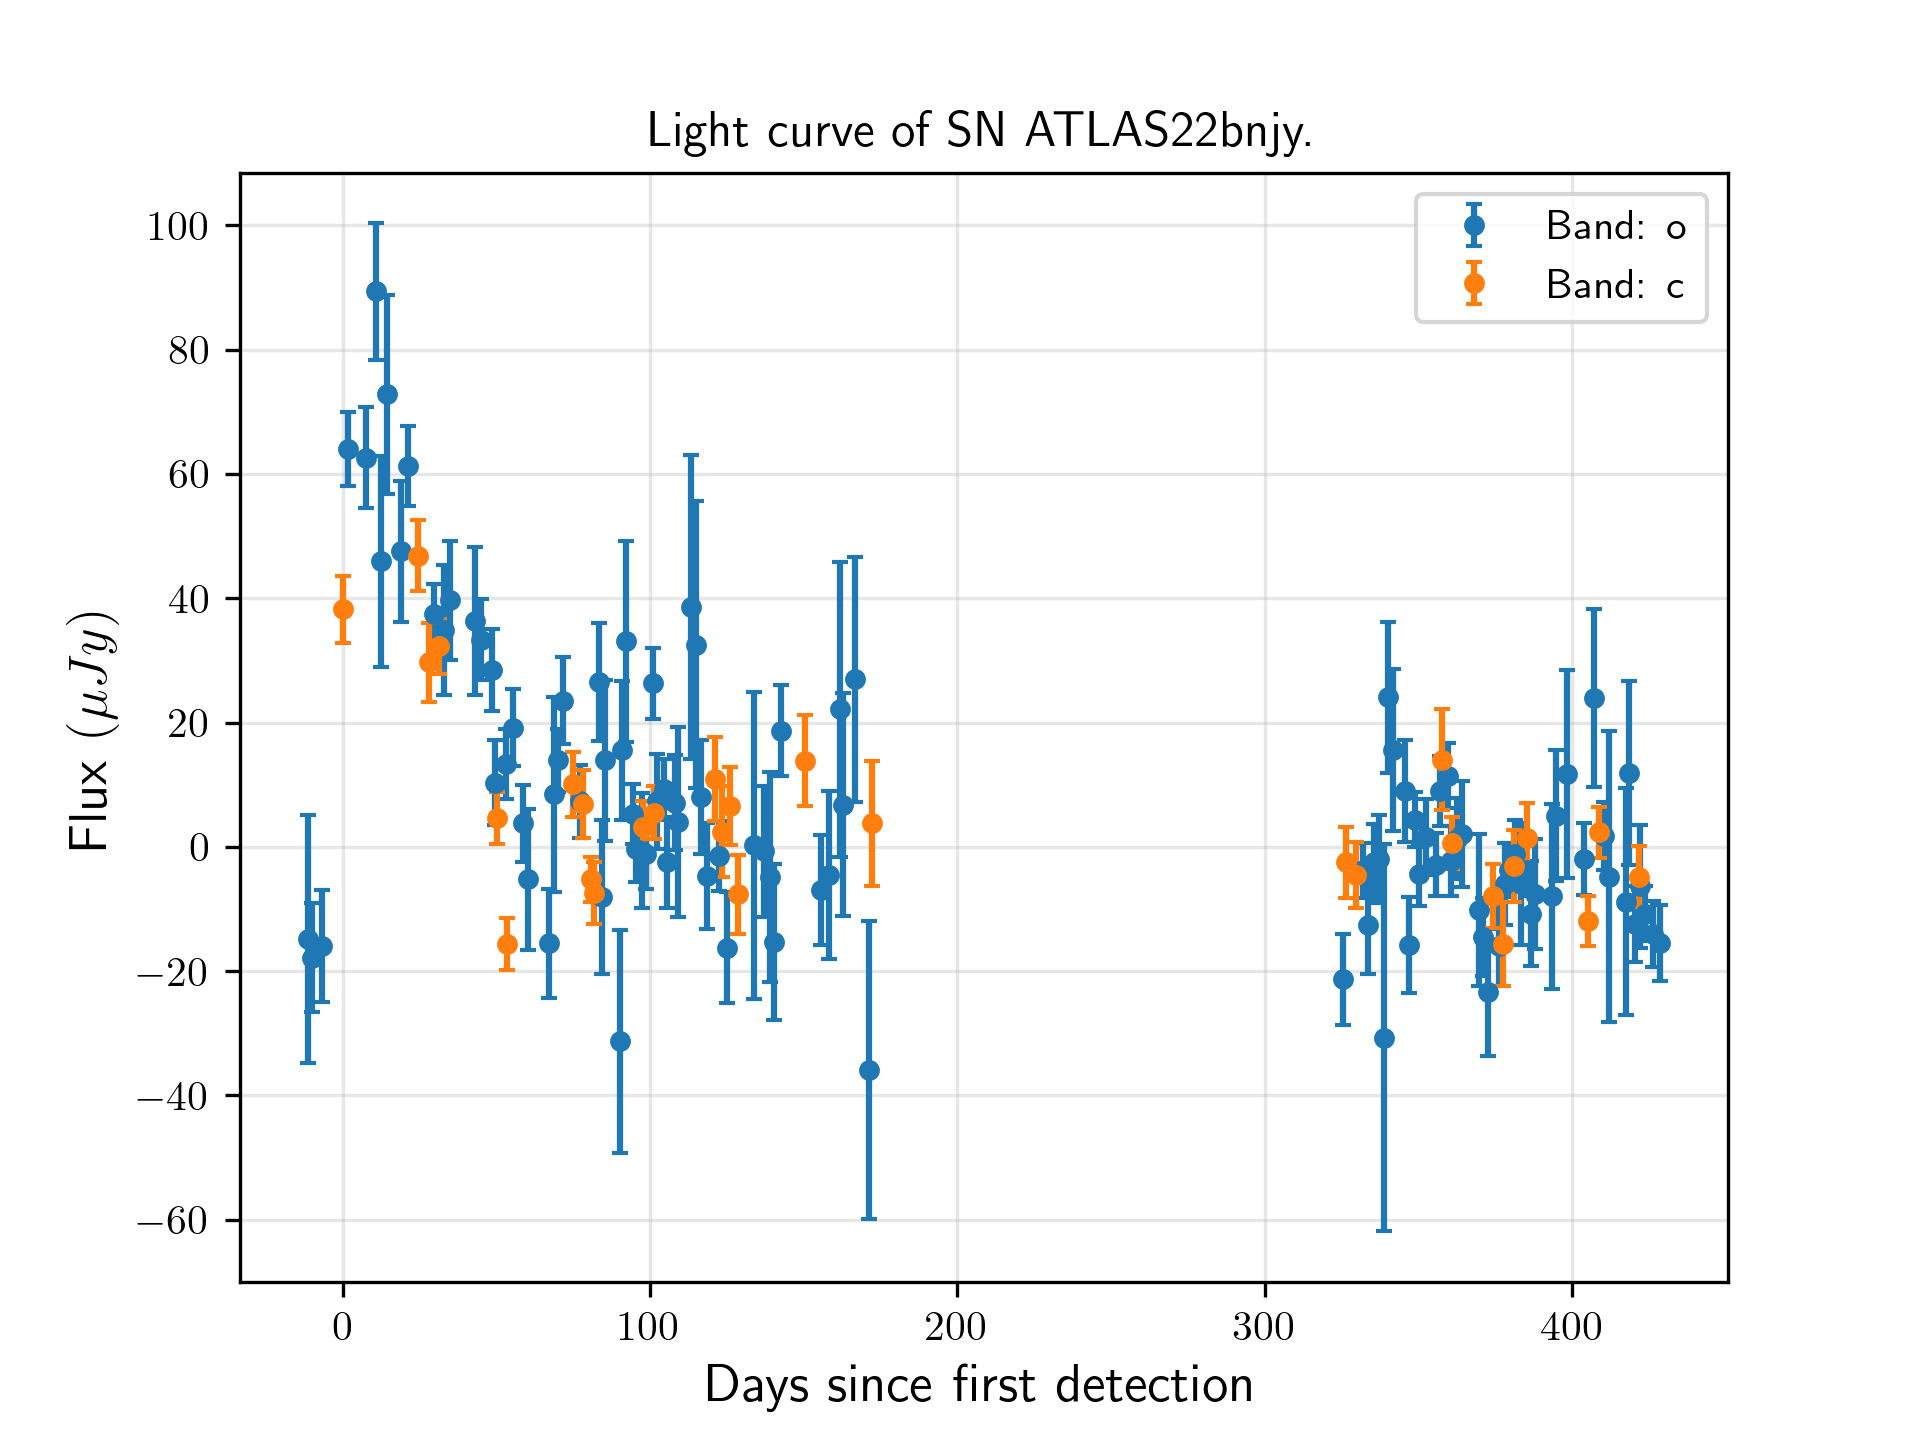 Light curve of SN ATLAS22bnjy.
Band: o
Band: c
100
80
60
40
20
0
−20
−40
−60
Flux (μJy)
0 100 200 300 400
Days since first detection